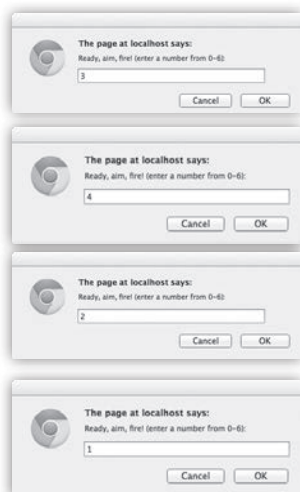 The page at localhost says:
Ready, aim, fire! (enter a number from 0-6):
3
Cancel OK
The page at localhost says:
Ready, aim, fire! (enter a number from 0-6):
4
Cancel OK
The page at localhost says:
Ready, aim, fire! (enter a number from 0-6):
2
Cancel OK
The page at localhost says:
Ready, aim, fire! (enter a number from 0-6):
1
Cancel OK